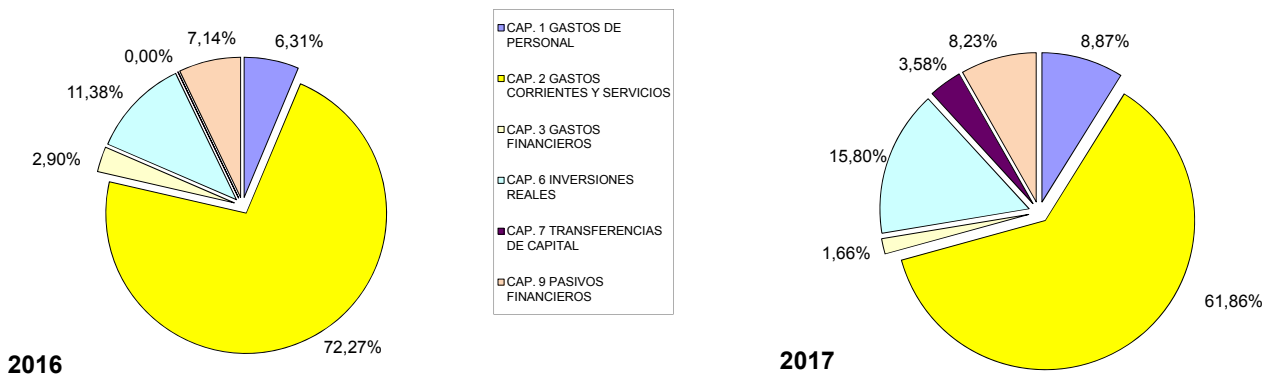 7,14%
6,31%
0,00%
11,38%
2,90%
72,27%
2016
CAP. 1 GASTOS DE
PERSONAL
CAP. 2 GASTOS
CORRIENTES Y SERVICIOS
CAP. 3 GASTOS
FINANCIEROS
CAP. 6 INVERSIONES
REALES
CAP. 7 TRANSFERENCIAS
DE CAPITAL
CAP. 9 PASIVOS
FINANCIEROS
8,23%
8,87%
3,58%
15,80%
1,66%
61,86%
2017